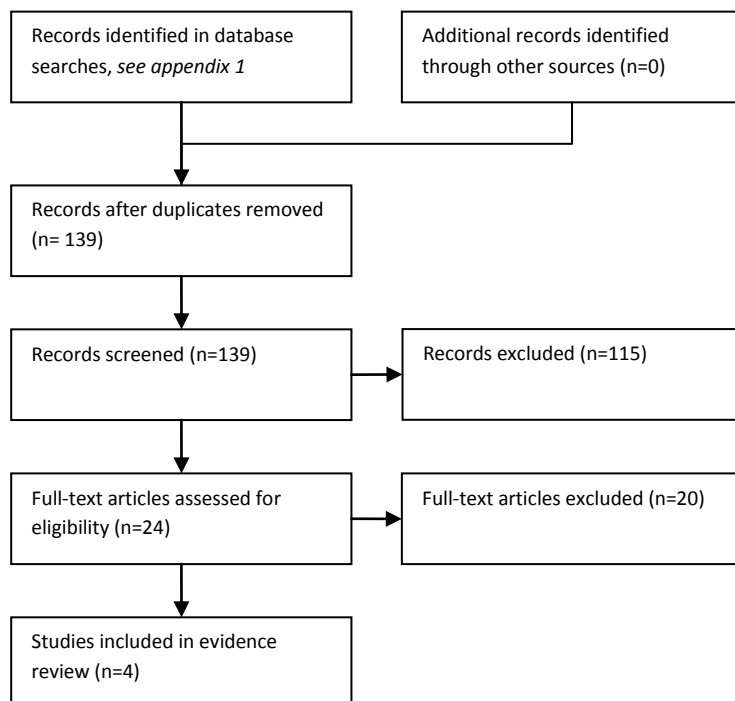 Records identified in database
searches, see appendix 1
Additional records identified
through other sources (n=0)
Records after duplicates removed
(n= 139)
Records screened (n=139)
Records excluded (n=115)
Full-text articles assessed for
eligibility (n=24)
Full-text articles excluded (n=20)
Studies included in evidence
review (n=4)